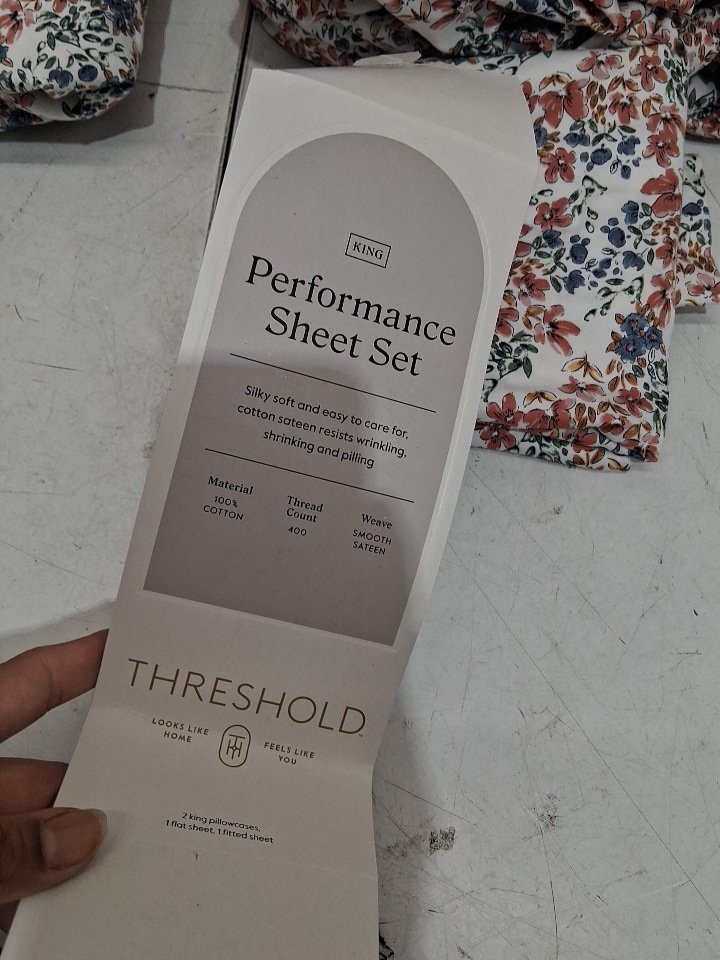 KING
Performance
Sheet Set
Silky soft and easy to care for,
cotton sateen resists wrinkling,
shrinking and pilling
Material
100%
COTTON
Thread
Count
400
Weave
SMOOTH
SATEEN
THRESHOLD™
LOOKS LIKE
HOME
FEELS LIKE
YOU
2 king pillowcases,
1 flat sheet, 1 fitted sheet